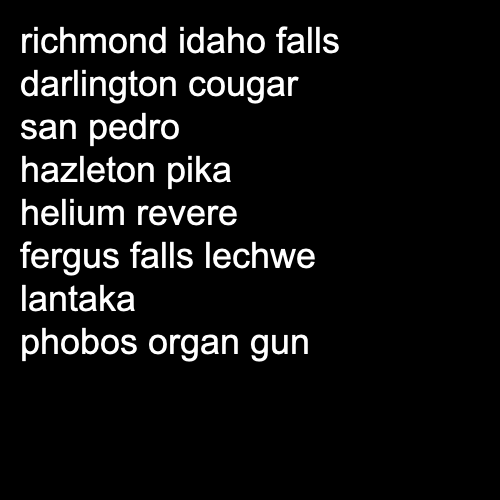 richmond idaho falls
darlington cougar
san pedro
hazleton pika
helium revere
fergus falls lechwe
lantaka
phobos organ gun